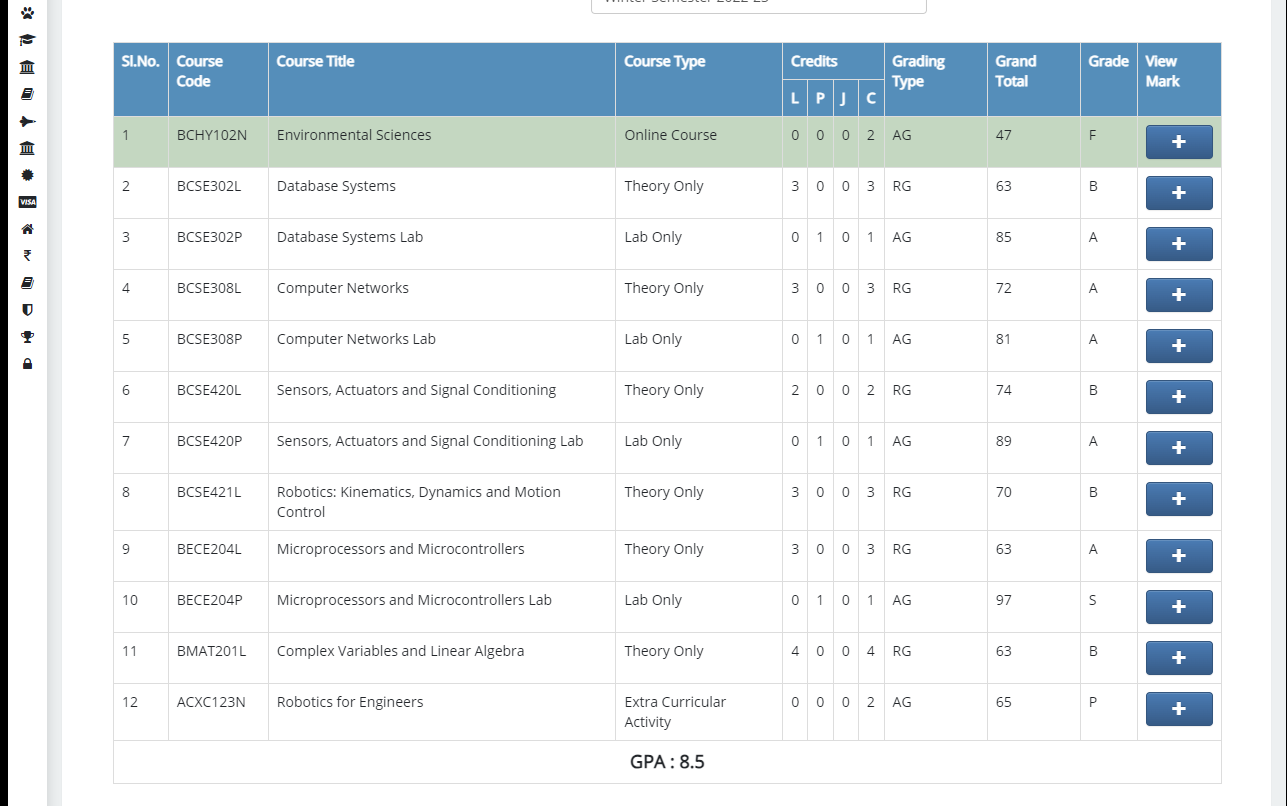 Winter Semester 2022-23
Sl.No. Course Code Course Title Course Type Credits Grading Type Grand Total Grade View Mark
L P J C
1 BCHY102N Environmental Sciences Online Course 0 0 0 2 AG 47 F
2 BCSE302L Database Systems Theory Only 3 0 0 3 RG 63 B
3 BCSE302P Database Systems Lab Lab Only 0 1 0 1 AG 85 A
4 BCSE308L Computer Networks Theory Only 3 0 0 3 RG 72 A
5 BCSE308P Computer Networks Lab Lab Only 0 1 0 1 AG 81 A
6 BCSE420L Sensors, Actuators and Signal Conditioning Theory Only 2 0 0 2 RG 74 B
7 BCSE420P Sensors, Actuators and Signal Conditioning Lab Lab Only 0 1 0 1 AG 89 A
8 BCSE421L Robotics: Kinematics, Dynamics and Motion Control Theory Only 3 0 0 3 RG 70 B
9 BECE204L Microprocessors and Microcontrollers Theory Only 3 0 0 3 RG 63 A
10 BECE204P Microprocessors and Microcontrollers Lab Lab Only 0 1 0 1 AG 97 S
11 BMAT201L Complex Variables and Linear Algebra Theory Only 4 0 0 4 RG 63 B
12 ACXC123N Robotics for Engineers Extra Curricular Activity 0 0 0 2 AG 65 P
GPA : 8.5
VISA
₹